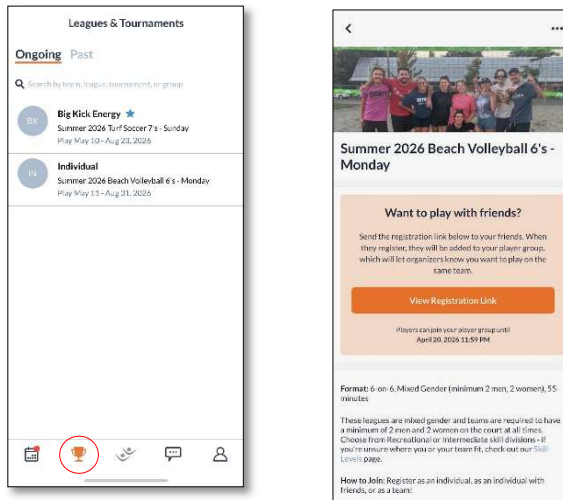 Leagues & Tournaments
Ongoing Past
Search by team, league, tournament, or group
BK
Big Kick Energy
Summer 2026 Turf Soccer 7's - Sunday
Play May 10 - Aug 23, 2026
IN
Individual
Summer 2026 Beach Volleyball 6's - Monday
Play May 11 - Aug 31, 2026
Summer 2026 Beach Volleyball 6's -
Monday
Want to play with friends?
Send the registration link below to your friends. When
they register, they will be added to your player group,
which will let organizers know you want to play on the
same team.
View Registration Link
Players can join your player group until
April 20, 2026 11:59 PM
Format: 6-on-6, Mixed Gender (minimum 2 men, 2 women), 55
minutes
These leagues are mixed gender and teams are required to have
a minimum of 2 men and 2 women on the court at all times.
Choose from Recreational or Intermediate skill divisions - if
you're unsure where you or your team fit, check out our Skill
Levels page.
How to Join: Register as an individual, as an individual with
friends, or as a team!